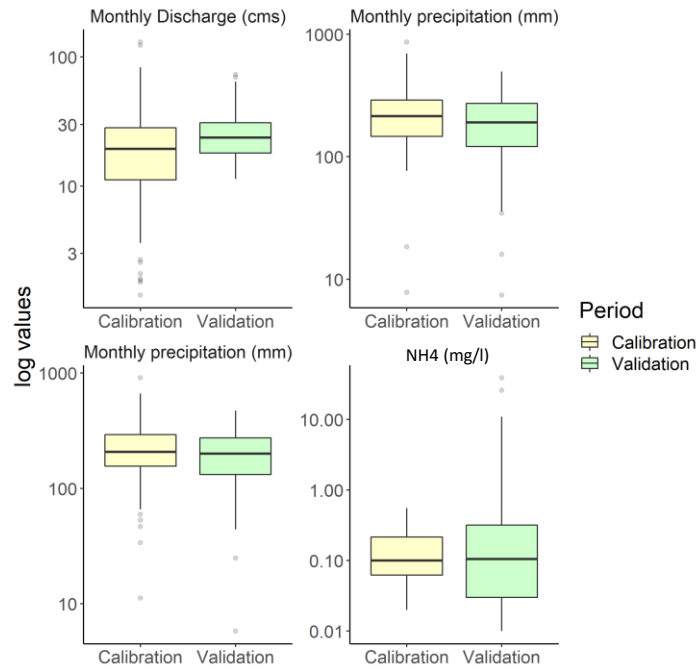 Monthly Discharge (cms)
100
30
10
3
Calibration Validation
Monthly precipitation (mm)
1000
100
10
Calibration Validation
log values
Monthly precipitation (mm)
1000
100
10
Calibration Validation
NH4 (mg/l)
10.00
1.00
0.10
0.01
Calibration Validation
Period
Calibration
Validation